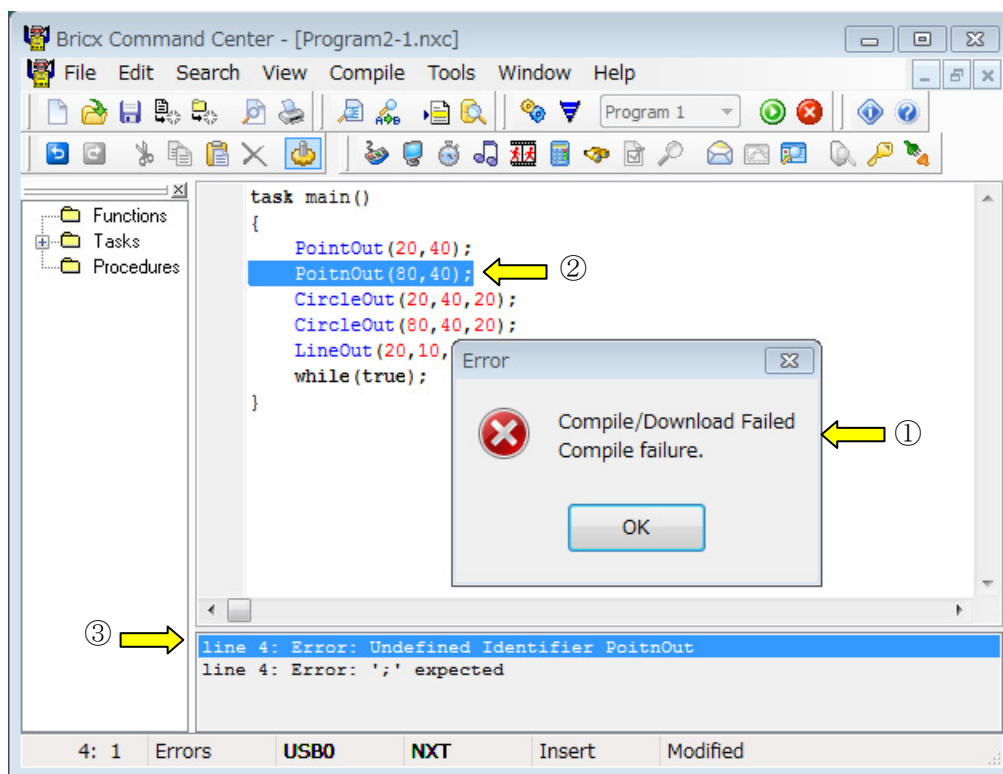 Bricx Command Center - [Program2-1.nxc]
File Edit Search View Compile Tools Window Help
Program 1
Functions
Tasks
Procedures
task main()
{
PointOut(20,40);
PoitnOut(80,40);
②
CircleOut(20,40,20);
CircleOut(80,40,20);
LineOut(20,10,
while(true);
}
Error
Compile/Download Failed
Compile failure.
①
OK
③
line 4: Error: Undefined Identifier PoitnOut
line 4: Error: ';' expected
4: 1 Errors USB0 NXT Insert Modified